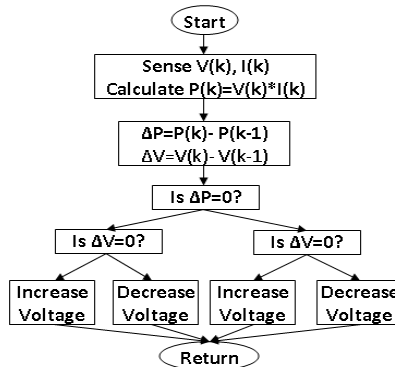 Start
Sense V(k), I(k)
Calculate P(k)=V(k)*I(k)
ΔP=P(k)- P(k-1)
ΔV=V(k)- V(k-1)
Is ΔP=0?
Is ΔV=0?
Is ΔV=0?
Increase
Voltage
Decrease
Voltage
Increase
Voltage
Decrease
Voltage
Return